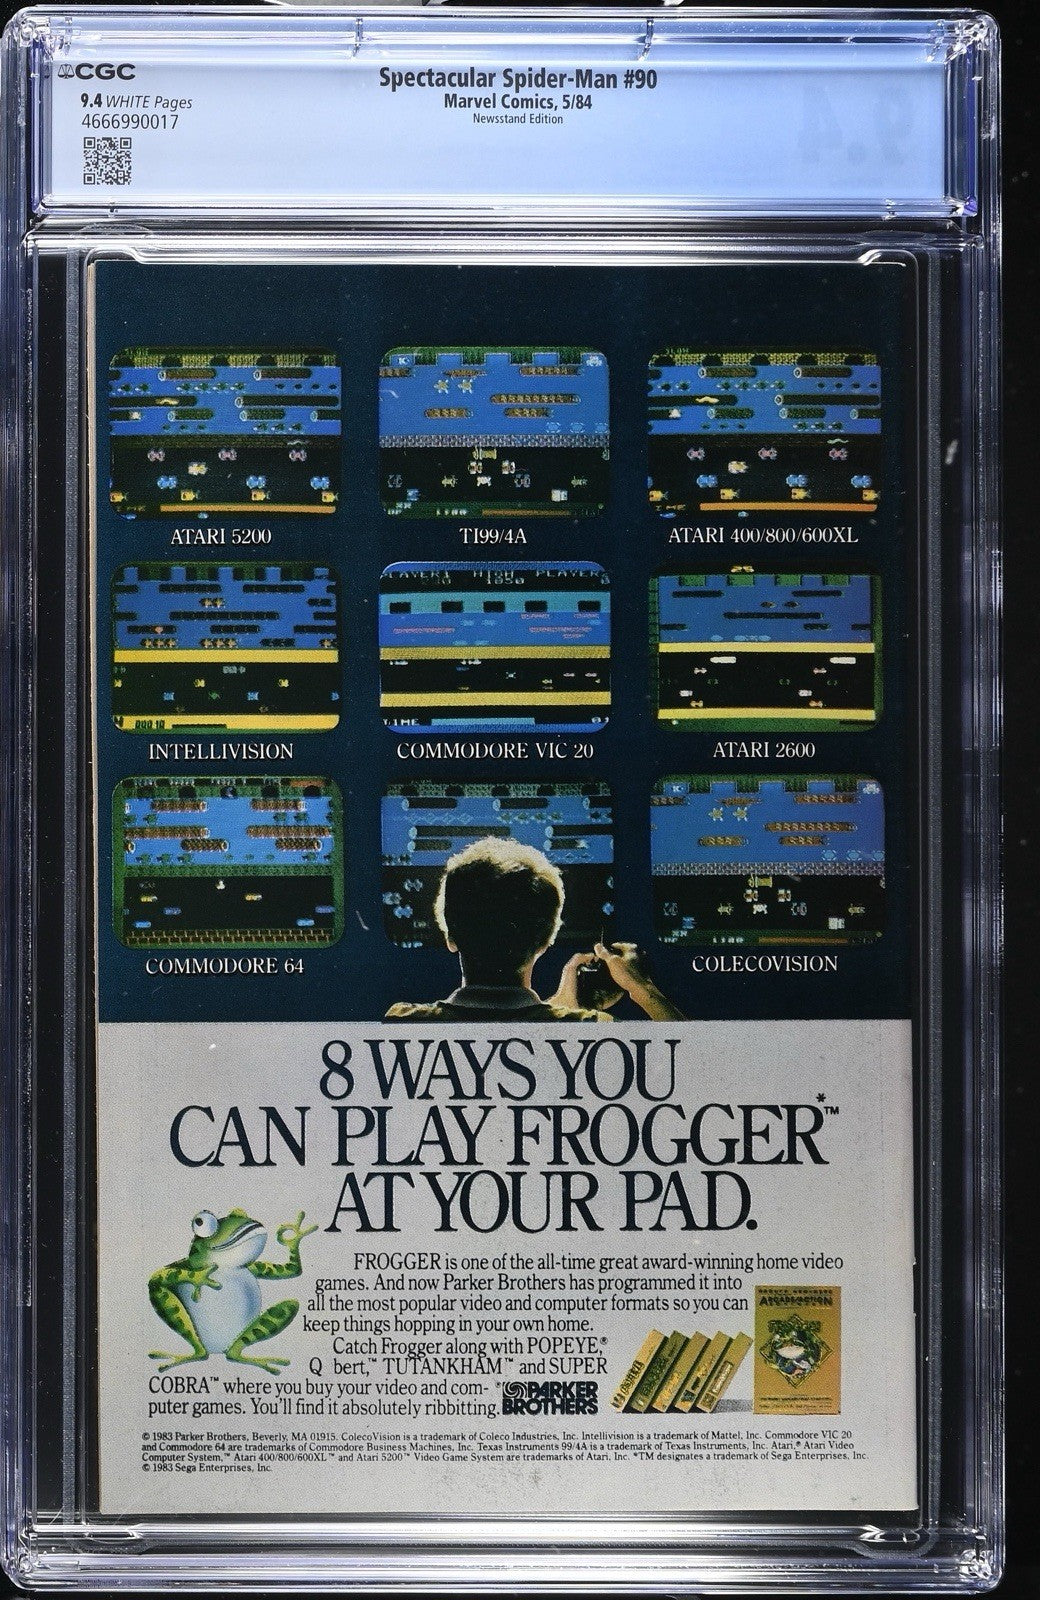 CGC
9.4 WHITE Pages
4666990017
Spectacular Spider-Man #90
Marvel Comics, 5/84
Newsstand Edition
ATARI 5200
TI99/4A
ATARI 400/800/600XL
HIGH PLAYER
TIME
INTELLIVISION
COMMODORE VIC 20
ATARI 2600
COMMODORE 64
COLECOVISION
8 WAYS YOU
CAN PLAY FROGGER*™
AT YOUR PAD.
FROGGER is one of the all-time great award-winning home video
games. And now Parker Brothers has programmed it into
all the most popular video and computer formats so you can
keep things hopping in your own home.
Catch Frogger along with POPEYE,®
Q bert,™ TUTANKHAM™ and SUPER
COBRA™ where you buy your video and com-
puter games. You'll find it absolutely ribbitting.
PARKER
BROTHERS
© 1983 Parker Brothers, Beverly, MA 01915. ColecoVision is a trademark of Coleco Industries, Inc. Intellivision is a trademark of Mattel, Inc. Commodore VIC 20
and Commodore 64 are trademarks of Commodore Business Machines, Inc. Texas Instruments 99/4A is a trademark of Texas Instruments, Inc. Atari,® Atari Video
Computer System,™ Atari 400/800/600XL™ and Atari 5200™ Video Game System are trademarks of Atari, Inc. *TM designates a trademark of Sega Enterprises, Inc.
© 1983 Sega Enterprises, Inc.